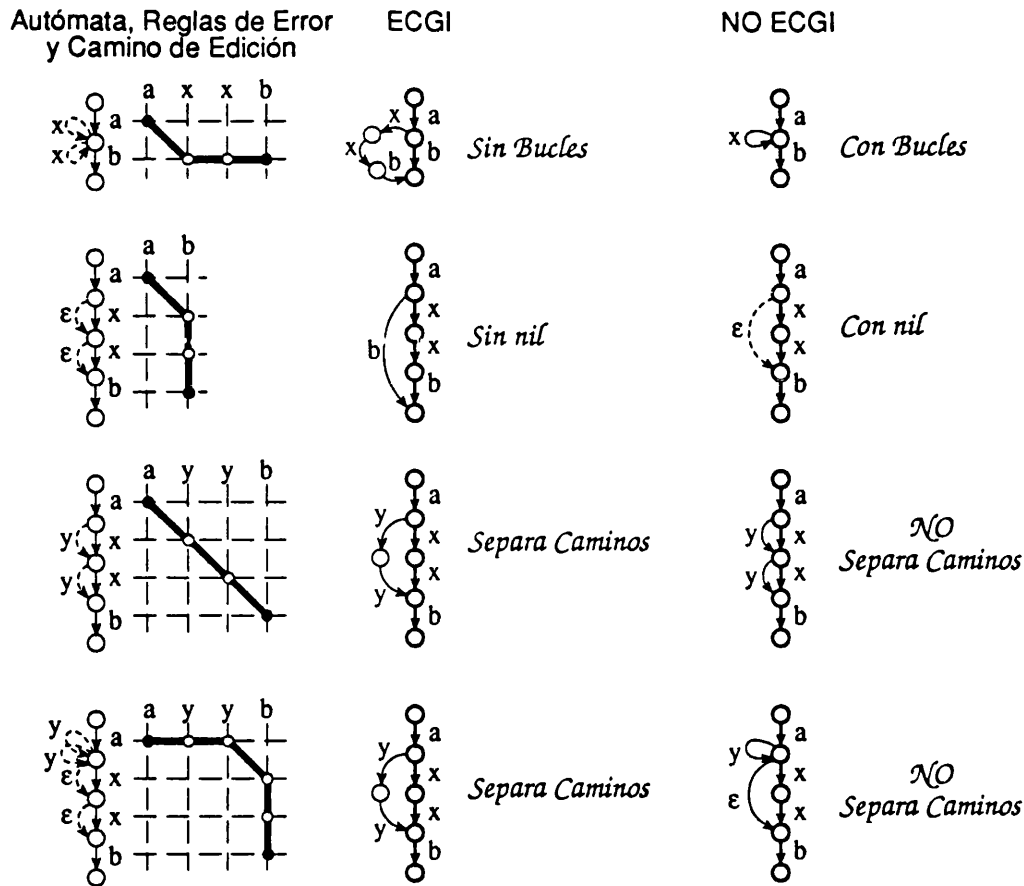 Autómata, Reglas de Error y Camino de Edición
ECGI
NO ECGI
a x x b
x
x
a
b
x
x
b
a
b
Sin Bucles
x
a
b
Con Bucles
a b
ε
ε
a
x
x
b
b
a
x
x
b
Sin nil
ε
a
x
x
b
Con nil
a y y b
y
y
a
x
x
b
y
y
a
x
x
b
Separa Caminos
y
y
a
x
x
b
NO
Separa Caminos
a y y b
y
y
ε
ε
a
x
x
b
y
y
a
x
x
b
Separa Caminos
y
ε
a
x
x
b
NO
Separa Caminos